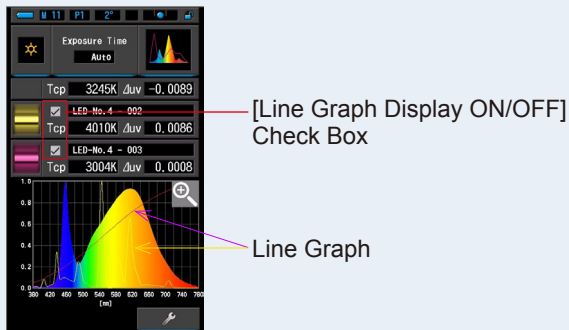 M 11 P1 2°
Exposure Time
Auto
Tcp 3245K ⊿uv -0.0089
LED-No.4 - 002
Tcp 4010K ⊿uv 0.0086
LED-No.4 - 003
Tcp 3004K ⊿uv 0.0008
[Line Graph Display ON/OFF]
Check Box
1.0
0.8
0.6
0.4
0.2
0.0
380 420 460 500 540 580 620 660 700 740 780
[nm]
Line Graph